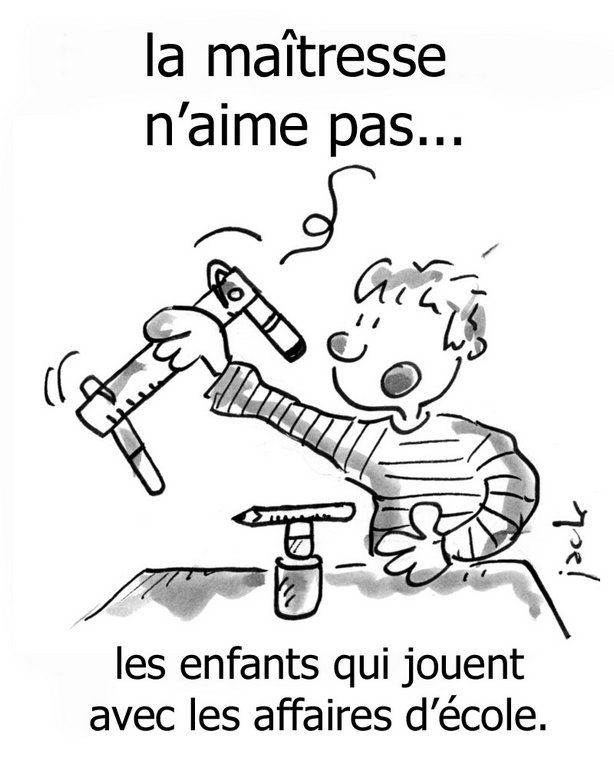 la maîtresse
n’aime pas...
jack
les enfants qui jouent
avec les affaires d’école.